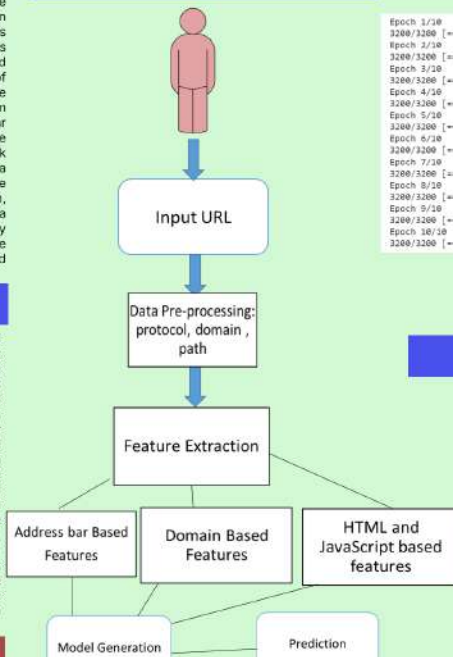 Input URL
Data Pre-processing:
protocol, domain ,
path
Feature Extraction
Address bar Based
Features
Domain Based
Features
HTML and
JavaScript based
features
Model Generation
Prediction
Epoch 1/10
3200/3200 [==
Epoch 2/10
3200/3200 [==
Epoch 3/10
3200/3200 [==
Epoch 4/10
3200/3200 [==
Epoch 5/10
3200/3200 [==
Epoch 6/10
3200/3200 [==
Epoch 7/10
3200/3200 [==
Epoch 8/10
3200/3200 [==
Epoch 9/10
3200/3200 [==
Epoch 10/10
3200/3200 [==